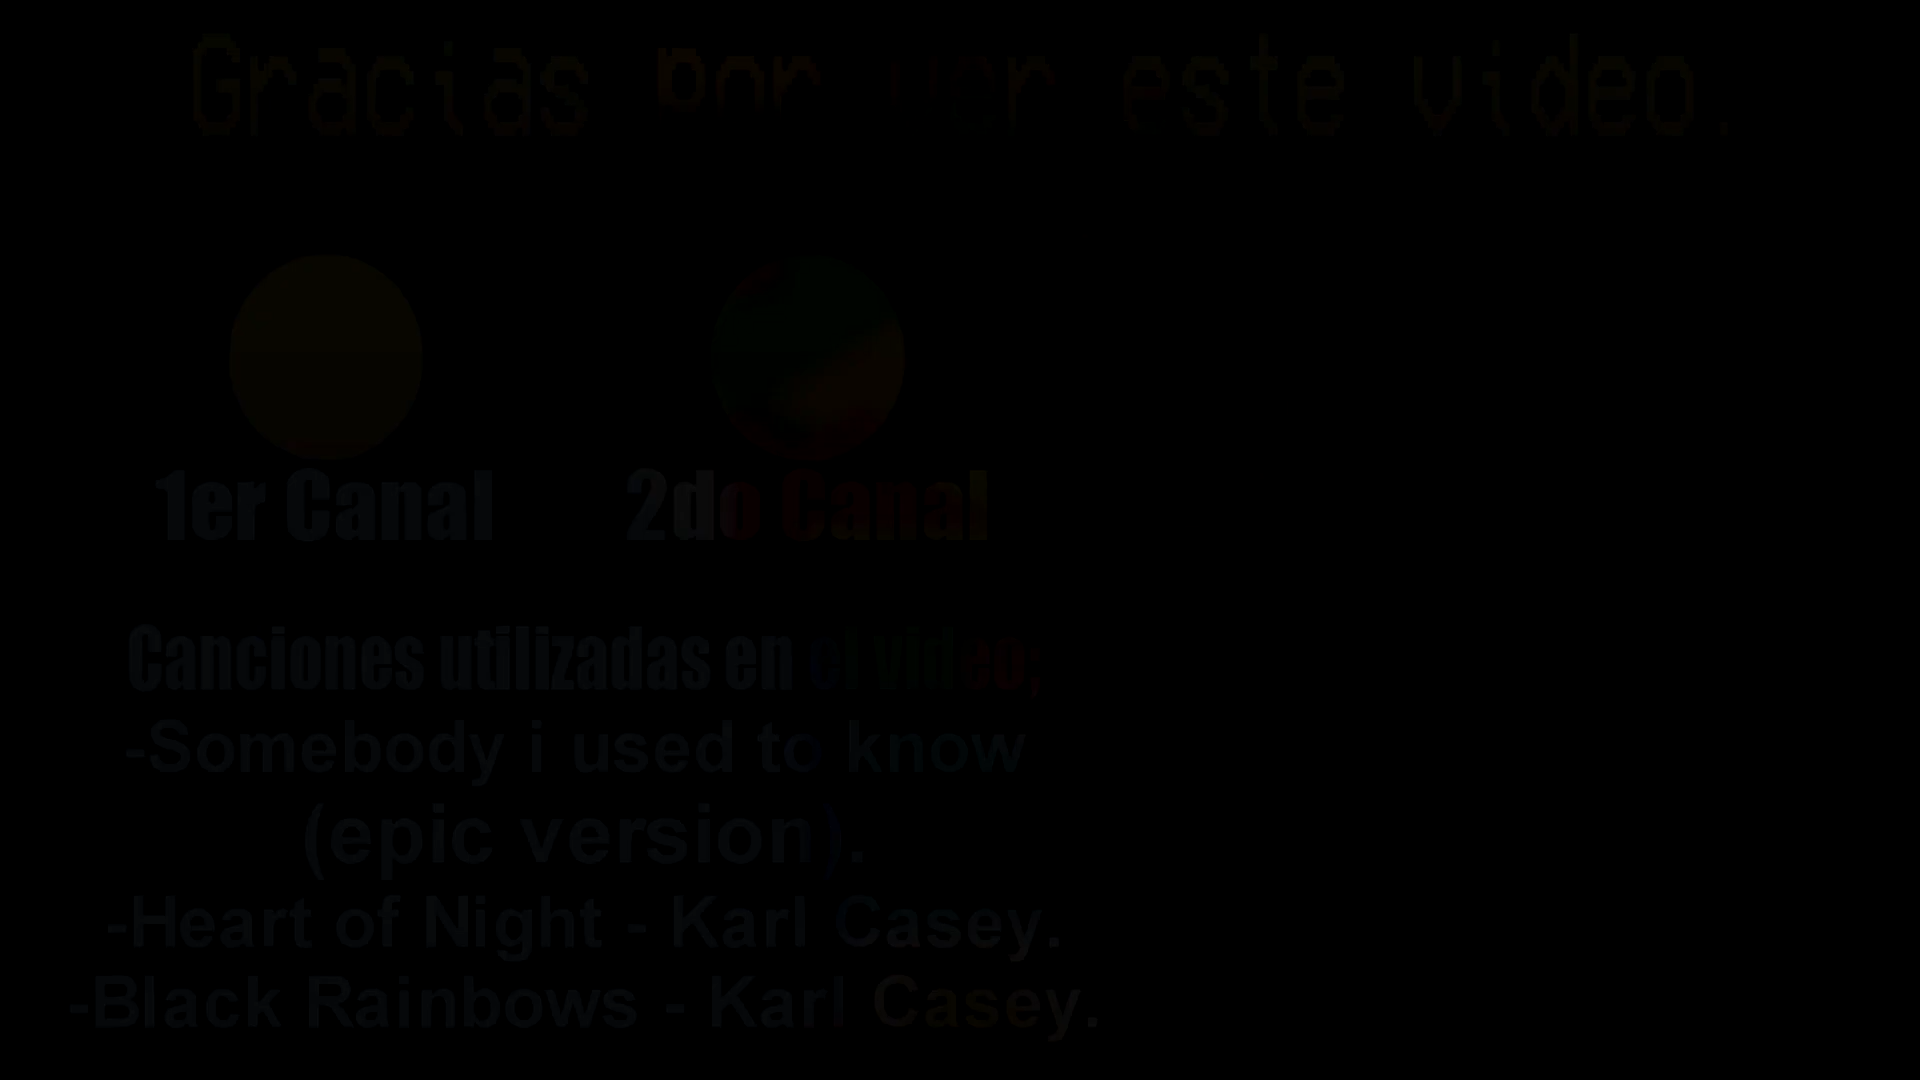 Gracias por ver este video.
1er Canal
2do Canal
Canciones utilizadas en el video;
-Somebody i used to know
(epic version).
-Heart of Night - Karl Casey.
-Black Rainbows - Karl Casey.